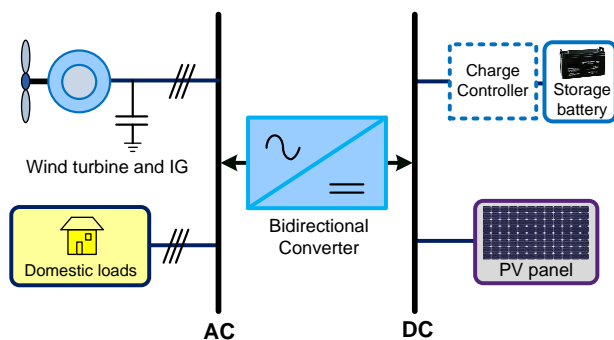 Wind turbine and IG
Domestic loads
AC
Bidirectional
Converter
DC
Charge
Controller
Storage
battery
PV panel